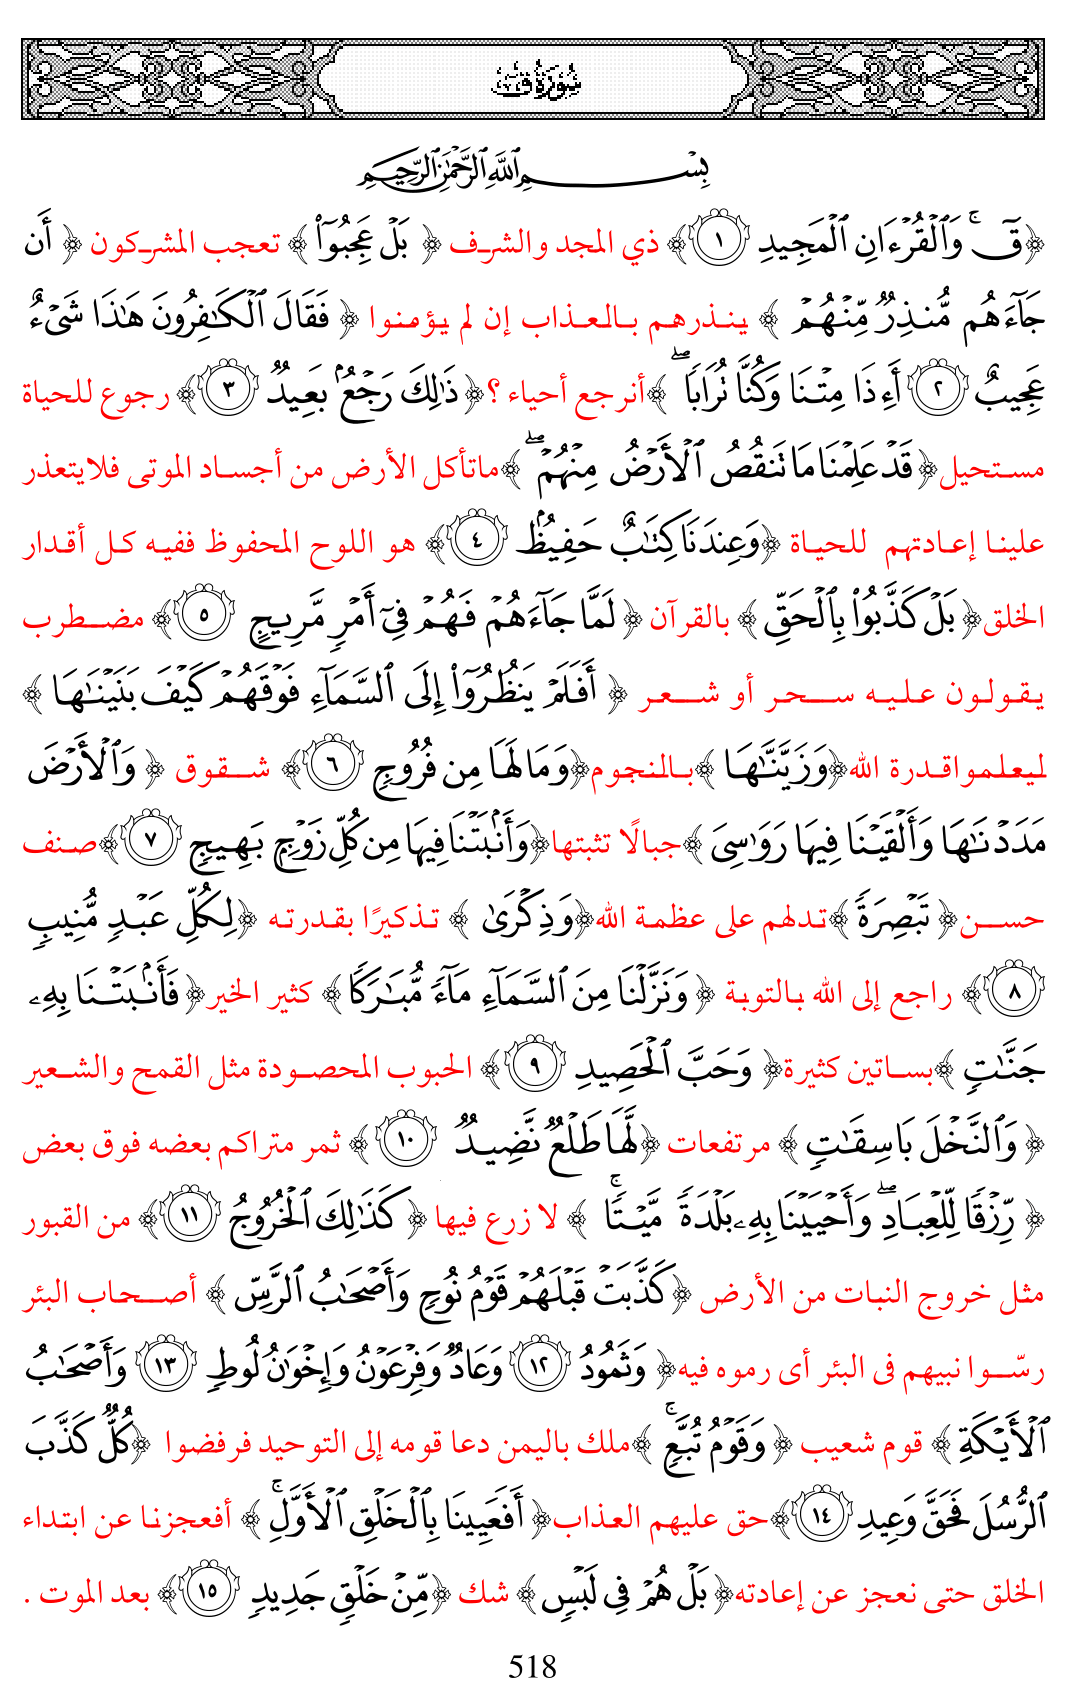 سُورَةُ ق
بِسْمِ ٱللَّهِ ٱلرَّحْمَٰنِ ٱلرَّحِيمِ
﴿قٓ ۚ وَٱلْقُرْءَانِ ٱلْمَجِيدِ ١﴾ ذي المجد والشرف ﴿ بَلْ عَجِبُوٓا۟ ﴾ تعجب المشركون ﴿ أَن
جَآءَهُم مُّنذِرٌ مِّنْهُمْ ﴾ ينذرهم بالعذاب إن لم يؤمنوا ﴿ فَقَالَ ٱلْكَٰفِرُونَ هَٰذَا شَىْءٌ
عَجِيبٌ ٢ أَءِذَا مِتْنَا وَكُنَّا تُرَابًا ۖ ﴾أنرجع أحياء ؟﴿ ذَٰلِكَ رَجْعٌۢ بَعِيدٌ ٣﴾ رجوع للحياة
مستحيل﴿ قَدْ عَلِمْنَا مَا تَنقُصُ ٱلْأَرْضُ مِنْهُمْ ۖ ﴾ماتأكل الأرض من أجساد الموتى فلايتعذر
علينا إعادتهم للحياة ﴿وَعِندَنَا كِتَٰبٌ حَفِيظٌۢ ٤﴾ هو اللوح المحفوظ ففيه كل أقدار
الخلق﴿ بَلْ كَذَّبُوا۟ بِٱلْحَقِّ ﴾ بالقرآن ﴿ لَمَّا جَآءَهُمْ فَهُمْ فِىٓ أَمْرٍ مَّرِيجٍ ٥﴾ مضطرب
يقولون عليه سحر أو شعر ﴿ أَفَلَمْ يَنظُرُوٓا۟ إِلَى ٱلسَّمَآءِ فَوْقَهُمْ كَيْفَ بَنَيْنَٰهَا ﴾
ليعلمواقدرة الله﴿وَزَيَّنَّٰهَا ﴾بالنجوم﴿وَمَا لَهَا مِن فُرُوجٍ ٦﴾ شقوق ﴿ وَٱلْأَرْضَ
مَدَدْنَٰهَا وَأَلْقَيْنَا فِيهَا رَوَٰسِىَ ﴾جبالًا تثبتها﴿وَأَنۢبَتْنَا فِيهَا مِن كُلِّ زَوْجٍۭ بَهِيجٍ ٧﴾صنف
حسن﴿ تَبْصِرَةً ﴾تدلهم على عظمة الله﴿وَذِكْرَىٰ ﴾ تذكيرًا بقدرته ﴿لِكُلِّ عَبْدٍ مُّنِيبٍ
٨﴾ راجع إلى الله بالتوبة ﴿ وَنَزَّلْنَا مِنَ ٱلسَّمَآءِ مَآءً مُّبَٰرَكًا﴾ كثير الخير﴿ فَأَنۢبَتْنَا بِهِۦ
جَنَّٰتٍ ﴾بساتين كثيرة﴿ وَحَبَّ ٱلْحَصِيدِ ٩﴾ الحبوب المحصودة مثل القمح والشعير
﴿ وَٱلنَّخْلَ بَاسِقَٰتٍ ﴾ مرتفعات ﴿لَّهَا طَلْعٌ نَّضِيدٌ ١٠﴾ ثمر متراكم بعضه فوق بعض
﴿ رِّزْقًا لِّلْعِبَادِ ۖ وَأَحْيَيْنَا بِهِۦ بَلْدَةً مَّيْتًا ۚ ﴾ لا زرع فيها ﴿ كَذَٰلِكَ ٱلْخُرُوجُ ١١﴾ من القبور
مثل خروج النبات من الأرض ﴿كَذَّبَتْ قَبْلَهُمْ قَوْمُ نُوحٍ وَأَصْحَٰبُ ٱلرَّسِّ ﴾ أصحاب البئر
رسّوا نبيهم فى البئر أى رموه فيه﴿ وَثَمُودُ ١٢ وَعَادٌ وَفِرْعَوْنُ وَإِخْوَٰنُ لُوطٍ ١٣ وَأَصْحَٰبُ
ٱلْأَيْكَةِ ﴾ قوم شعيب ﴿ وَقَوْمُ تُبَّعٍ ۚ ﴾ملك باليمن دعا قومه إلى التوحيد فرفضوا ﴿كُلٌّ كَذَّبَ
ٱلرُّسُلَ فَحَقَّ وَعِيدِ ١٤﴾حق عليهم العذاب﴿ أَفَعَيِينَا بِٱلْخَلْقِ ٱلْأَوَّلِ ۚ ﴾ أفعجزنا عن ابتداء
الخلق حتى نعجز عن إعادته﴿ بَلْ هُمْ فِى لَبْسٍ ﴾ شك ﴿مِّنْ خَلْقٍ جَدِيدٍ ١٥﴾ بعد الموت .
518